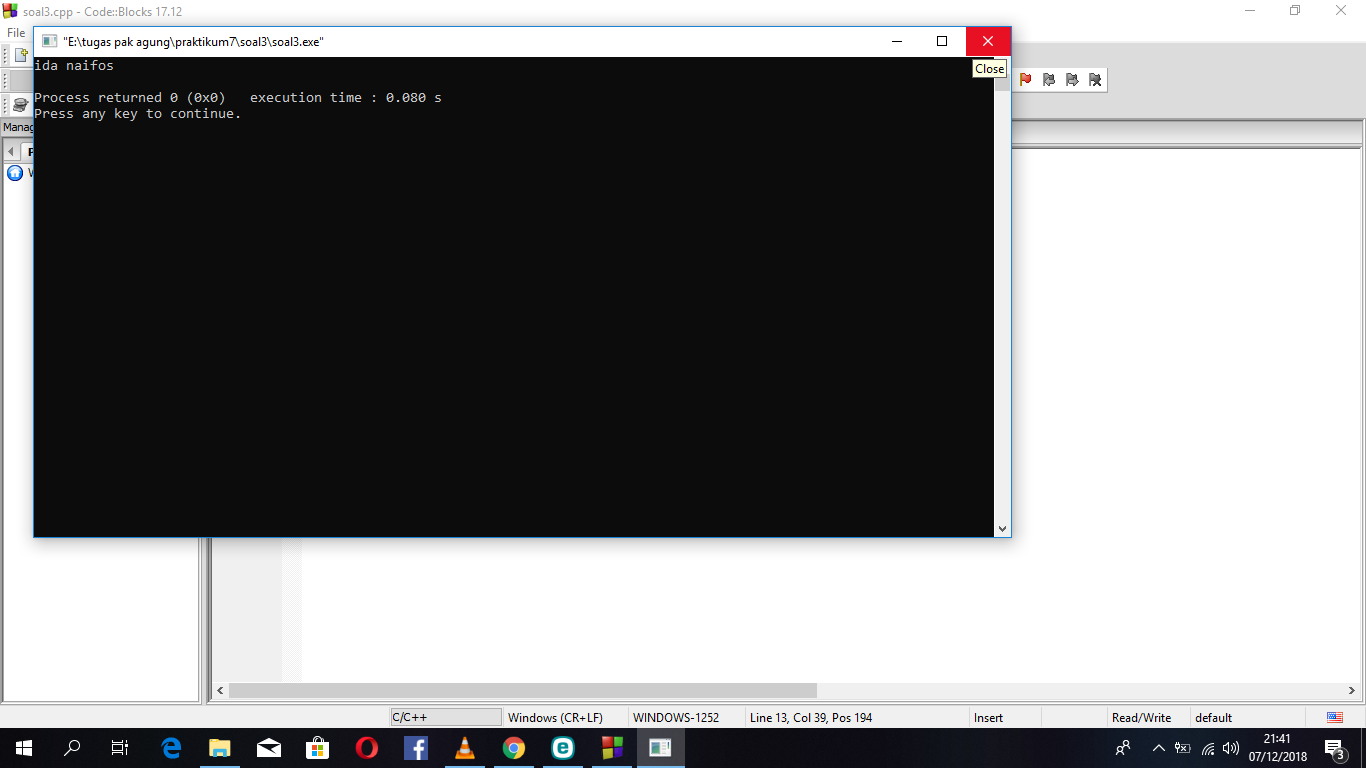 soal3.cpp - Code::Blocks 17.12
File
"E:\tugas pak agung\praktikum7\soal3\soal3.exe"
ida naifos
Close
Process returned 0 (0x0)   execution time : 0.080 s
Press any key to continue.
Manag
P
W
C/C++
Windows (CR+LF)
WINDOWS-1252
Line 13, Col 39, Pos 194
Insert
Read/Write
default
21:41
07/12/2018
3